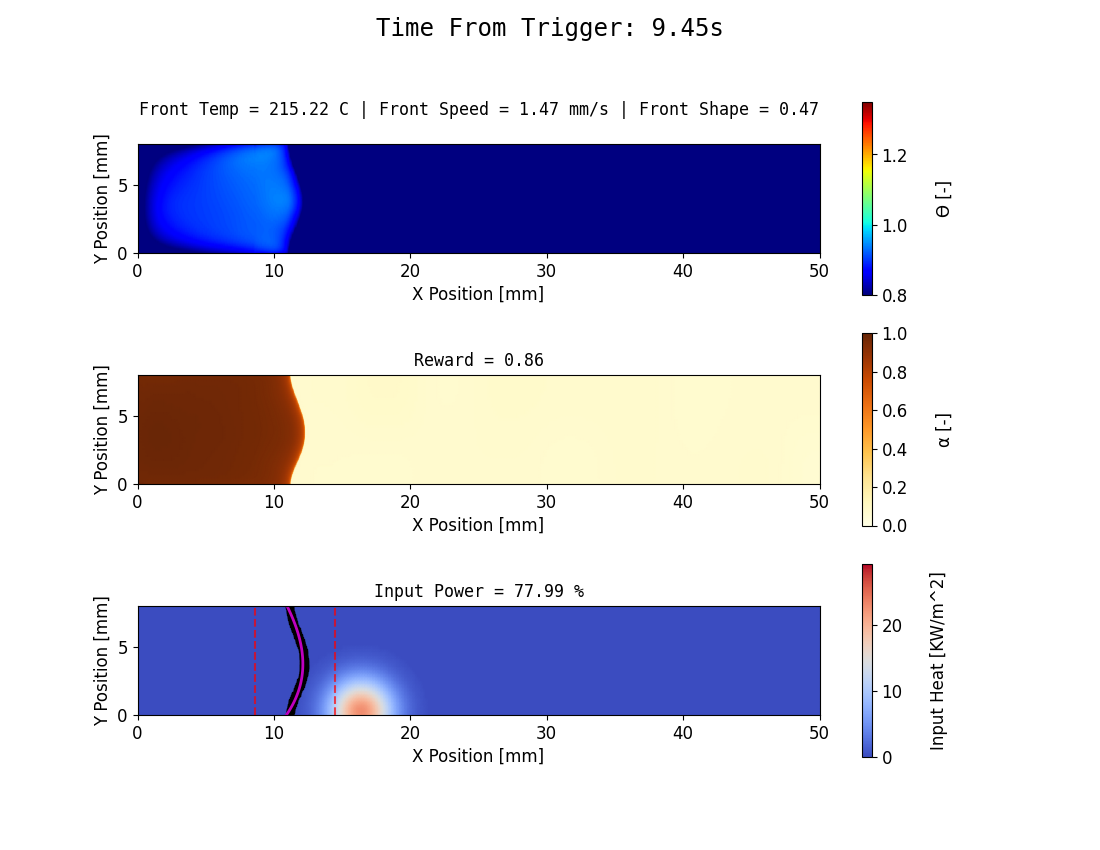 Time From Trigger: 9.45s
Front Temp = 215.22 C | Front Speed = 1.47 mm/s | Front Shape = 0.47
Y Position [mm]
5
0
0 10 20 30 40 50
X Position [mm]
1.2
1.0
0.8
Θ [-]
Reward = 0.86
Y Position [mm]
5
0
0 10 20 30 40 50
X Position [mm]
1.0
0.8
0.6
0.4
0.2
0.0
α [-]
Input Power = 77.99 %
Y Position [mm]
5
0
0 10 20 30 40 50
X Position [mm]
20
10
0
Input Heat [KW/m^2]